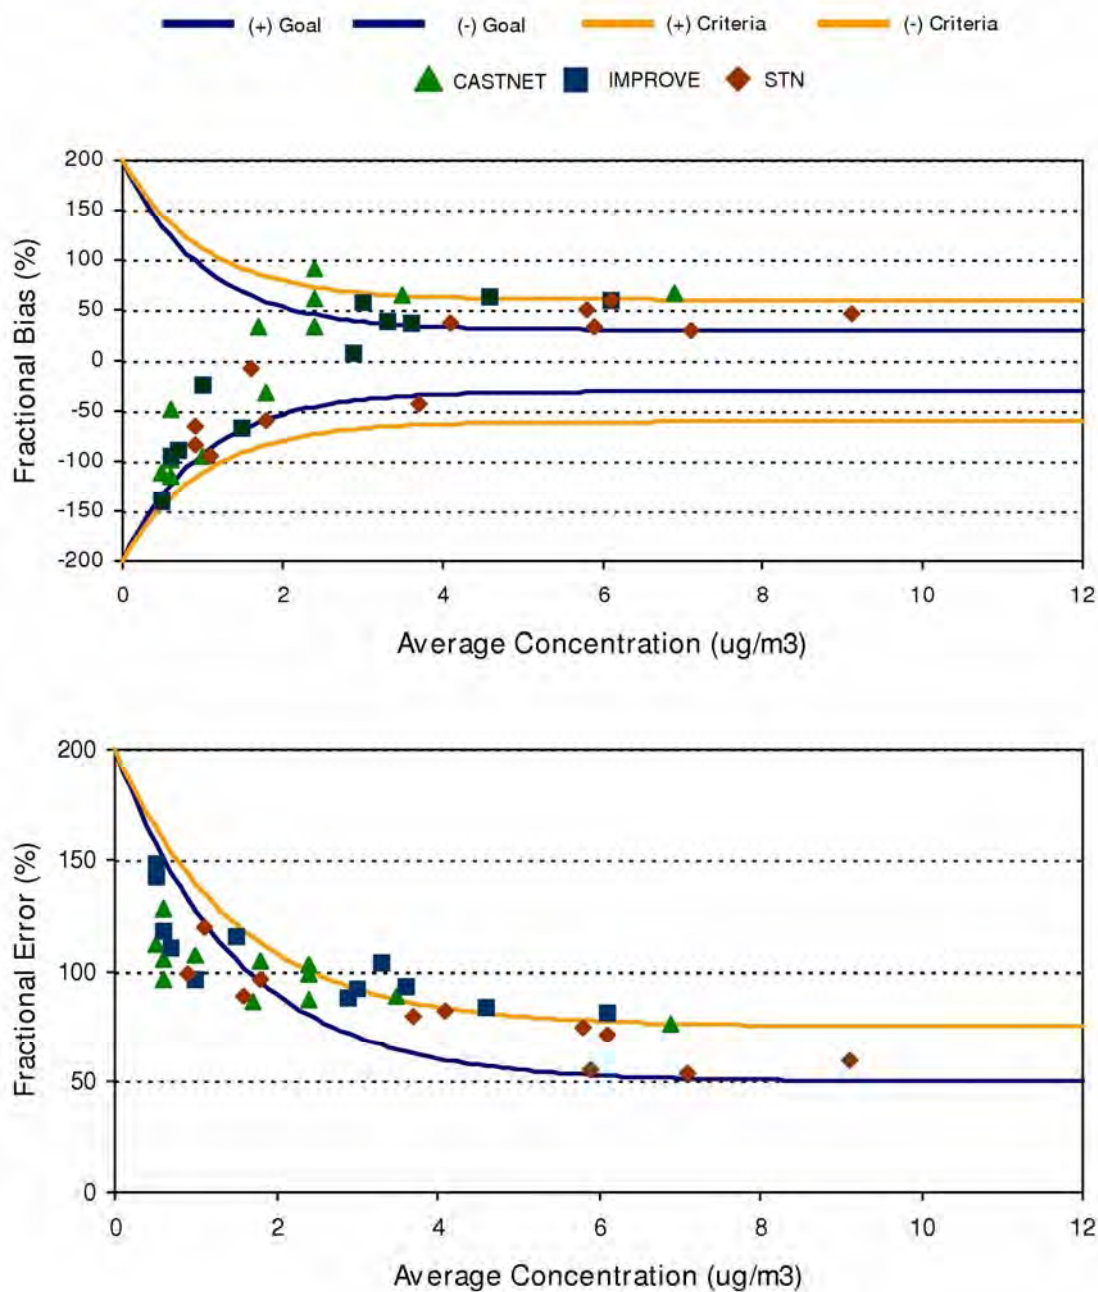 (+) Goal (-) Goal (+) Criteria (-) Criteria
CASTNET IMPROVE STN
200
150
100
50
0
-50
-100
-150
-200
Fractional Bias (%)
0 2 4 6 8 10 12
Average Concentration (ug/m3)
200
150
100
50
0
Fractional Error (%)
0 2 4 6 8 10 12
Average Concentration (ug/m3)